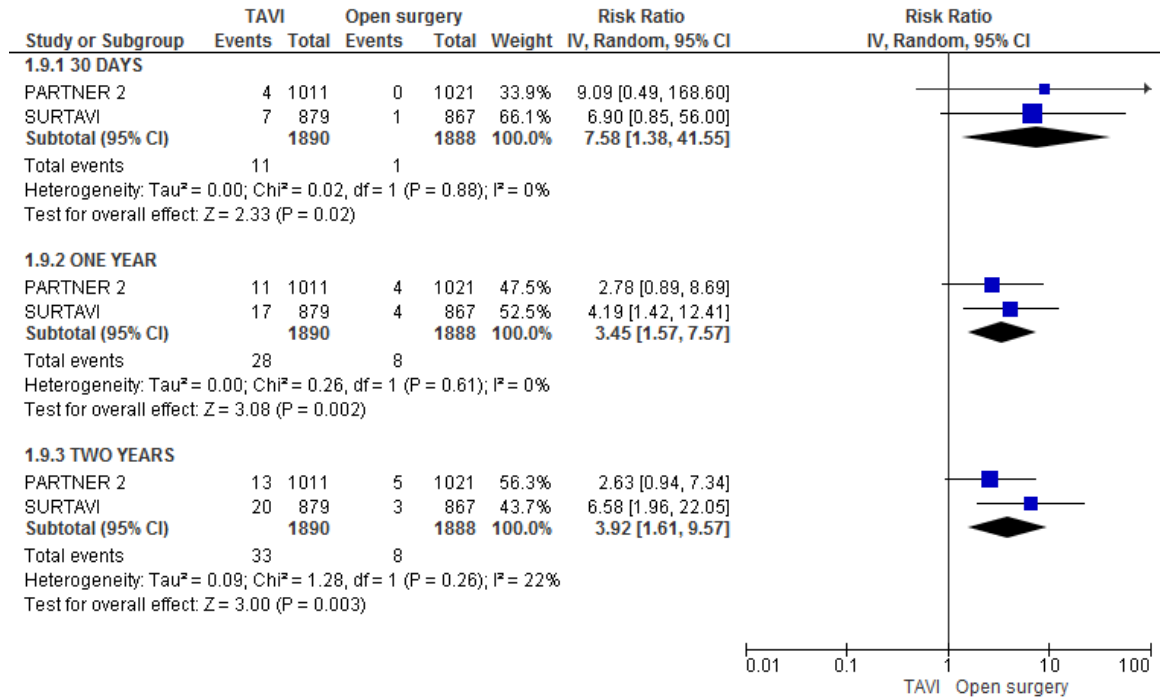 TAVI Open surgery Risk Ratio Risk Ratio
Study or Subgroup Events Total Events Total Weight IV, Random, 95% CI IV, Random, 95% CI
1.9.1 30 DAYS
PARTNER 2 4 1011 0 1021 33.9% 9.09 [0.49, 168.60]
SURTAVI 7 879 1 867 66.1% 6.90 [0.85, 56.00]
Subtotal (95% CI) 1890 1888 100.0% 7.58 [1.38, 41.55]
Total events 11 1
Heterogeneity: Tau² = 0.00; Chi² = 0.02, df = 1 (P = 0.88); I² = 0%
Test for overall effect: Z = 2.33 (P = 0.02)
1.9.2 ONE YEAR
PARTNER 2 11 1011 4 1021 47.5% 2.78 [0.89, 8.69]
SURTAVI 17 879 4 867 52.5% 4.19 [1.42, 12.41]
Subtotal (95% CI) 1890 1888 100.0% 3.45 [1.57, 7.57]
Total events 28 8
Heterogeneity: Tau² = 0.00; Chi² = 0.26, df = 1 (P = 0.61); I² = 0%
Test for overall effect: Z = 3.08 (P = 0.002)
1.9.3 TWO YEARS
PARTNER 2 13 1011 5 1021 56.3% 2.63 [0.94, 7.34]
SURTAVI 20 879 3 867 43.7% 6.58 [1.96, 22.05]
Subtotal (95% CI) 1890 1888 100.0% 3.92 [1.61, 9.57]
Total events 33 8
Heterogeneity: Tau² = 0.09; Chi² = 1.28, df = 1 (P = 0.26); I² = 22%
Test for overall effect: Z = 3.00 (P = 0.003)
0.01 0.1 1 10 100
TAVI Open surgery